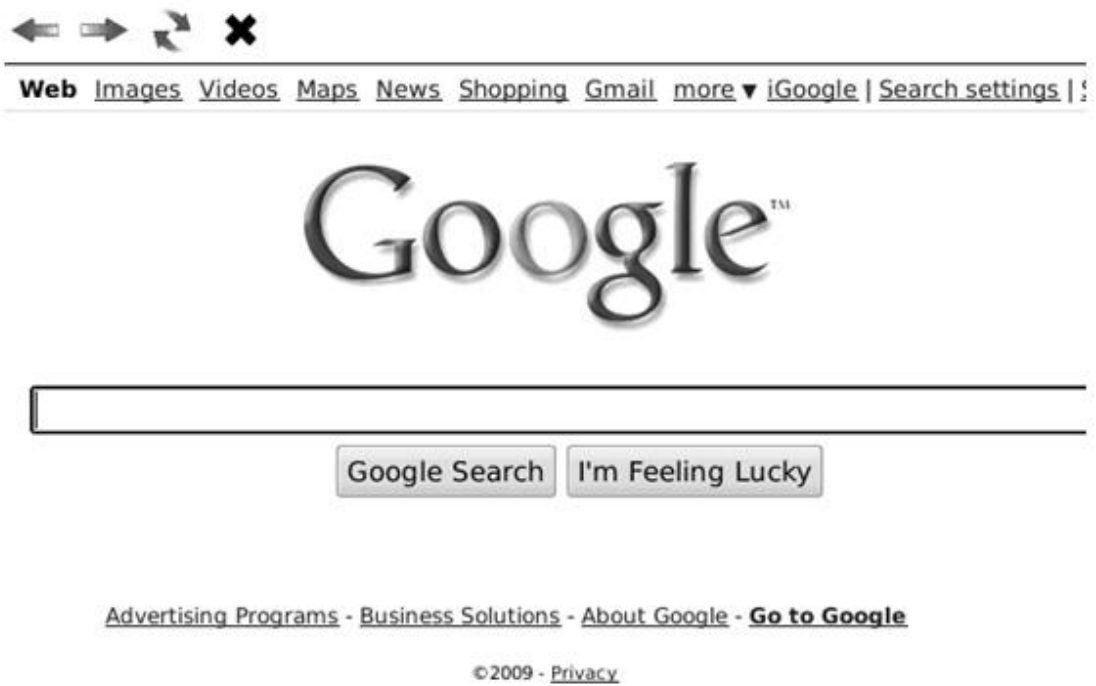 Web Images Videos Maps News Shopping Gmail more ▼ iGoogle | Search settings |
Google™
Google Search I'm Feeling Lucky
Advertising Programs - Business Solutions - About Google - Go to Google
©2009 - Privacy